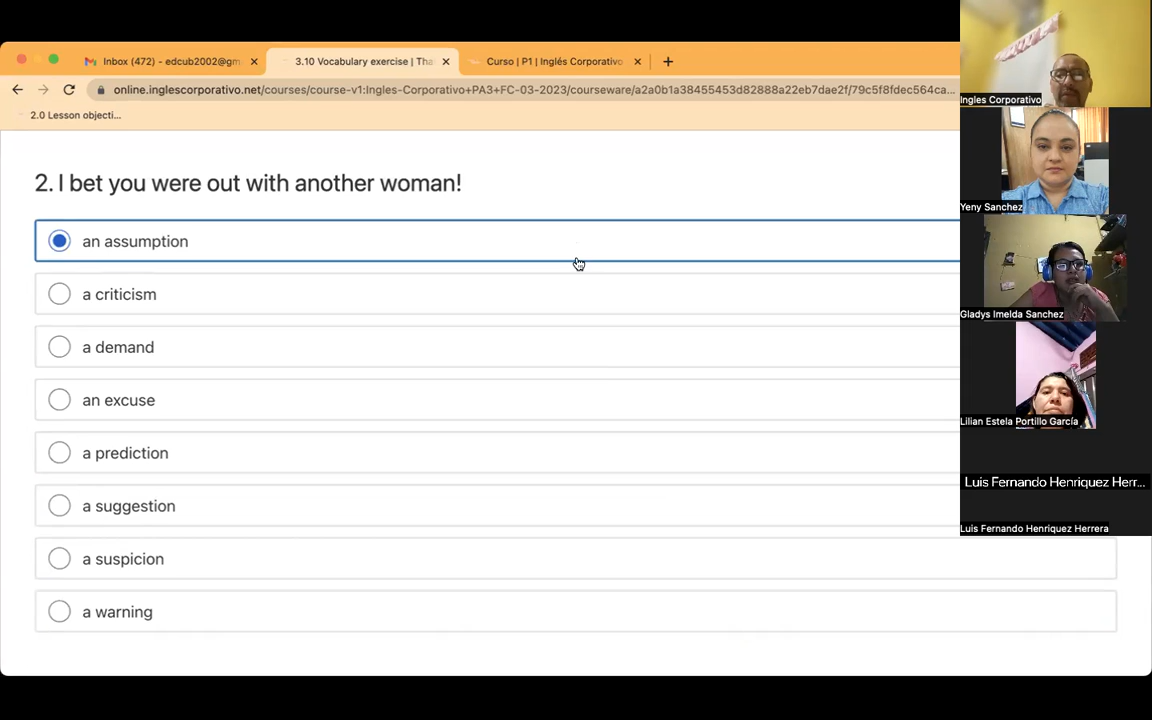 Inbox (472) - edcub2002@gm
3.10 Vocabulary exercise | Tha
Curso | P1 | Inglés Corporativo
online.inglescorporativo.net/courses/course-v1:Ingles-Corporativo+PA3+FC-03-2023/courseware/a2a0b1a38455453d82888a22eb7dae2f/79c5f8fdec564ca...
2.0 Lesson objecti...
2. I bet you were out with another woman!
an assumption
a criticism
a demand
an excuse
a prediction
a suggestion
a suspicion
a warning
Ingles Corporativo
Yeny Sanchez
Gladys Imelda Sanchez
Lilian Estela Portillo García
Luis Fernando Henriquez Herr...
Luis Fernando Henriquez Herrera